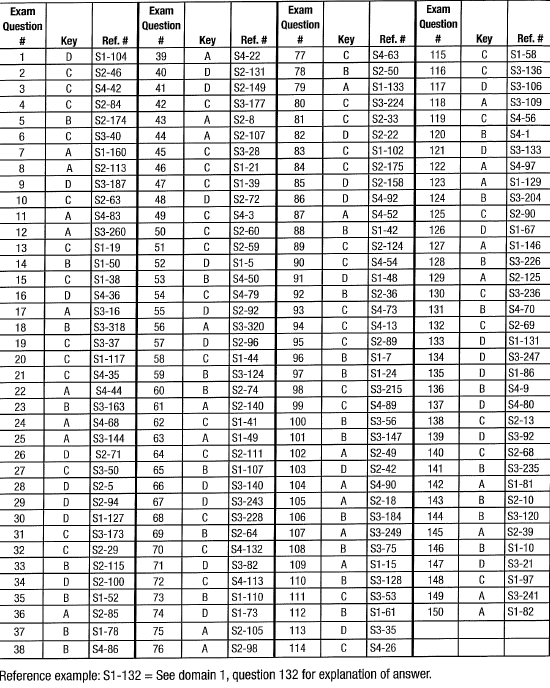 Exam Exam Exam Exam
Question Question Question Question
# Key Ref. # # Key Ref. # # Key Ref. # # Key Ref. #
1 D S1-104 39 A S4-22 77 C S4-63 115 C S1-58
2 C S2-46 40 D S2-131 78 B S2-50 116 C S3-136
3 C S4-42 41 D S2-149 79 A S1-133 117 D S3-106
4 C S2-84 42 C S3-177 80 C S3-224 118 A S3-109
5 B S2-174 43 A S2-8 81 C S2-33 119 C S4-56
6 C S3-40 44 A S2-107 82 D S2-22 120 B S4-1
7 A S1-160 45 C S3-28 83 C S1-102 121 D S3-133
8 A S2-113 46 C S1-21 84 C S2-175 122 A S4-97
9 D S3-187 47 C S1-39 85 D S2-158 123 A S1-129
10 C S2-63 48 D S2-72 86 D S4-92 124 B S3-204
11 A S4-83 49 C S4-3 87 A S4-52 125 C S2-90
12 A S3-260 50 C S2-60 88 B S1-42 126 D S1-67
13 C S1-19 51 C S2-59 89 C S2-124 127 A S1-146
14 B S1-50 52 D S1-5 90 C S4-54 128 B S3-226
15 C S1-38 53 B S4-50 91 D S1-48 129 A S2-125
16 D S4-36 54 C S4-79 92 B S2-36 130 C S3-236
17 A S3-16 55 D S2-92 93 C S4-73 131 B S4-70
18 B S3-318 56 A S3-320 94 C S4-13 132 C S2-69
19 C S3-37 57 D S2-96 95 C S2-89 133 D S1-131
20 C S1-117 58 C S1-44 96 B S1-7 134 D S3-247
21 C S4-35 59 B S3-124 97 B S1-24 135 D S1-86
22 A S4-44 60 B S2-74 98 C S3-215 136 B S4-9
23 B S3-163 61 A S2-140 99 C S4-89 137 D S4-80
24 A S4-68 62 C S1-41 100 B S3-56 138 C S2-13
25 A S3-144 63 A S1-49 101 B S3-147 139 D S3-92
26 D S2-71 64 C S2-111 102 A S2-49 140 C S2-68
27 C S3-50 65 B S1-107 103 D S2-42 141 B S3-235
28 D S2-5 66 D S3-140 104 A S4-90 142 A S1-81
29 D S2-94 67 D S3-243 105 A S2-18 143 B S2-10
30 D S1-127 68 C S3-228 106 B S3-184 144 B S3-120
31 C S3-173 69 B S2-64 107 A S3-249 145 A S2-39
32 C S2-29 70 C S4-132 108 B S3-75 146 B S1-10
33 B S2-115 71 D S3-82 109 A S1-15 147 D S3-21
34 D S2-100 72 C S4-113 110 B S3-128 148 C S1-97
35 B S1-52 73 B S1-110 111 C S3-53 149 A S3-241
36 A S2-85 74 D S1-73 112 B S1-61 150 A S1-82
37 B S1-78 75 A S2-105 113 D S3-35
38 B S4-86 76 A S2-98 114 C S4-26
Reference example: S1-132 = See domain 1, question 132 for explanation of answer.